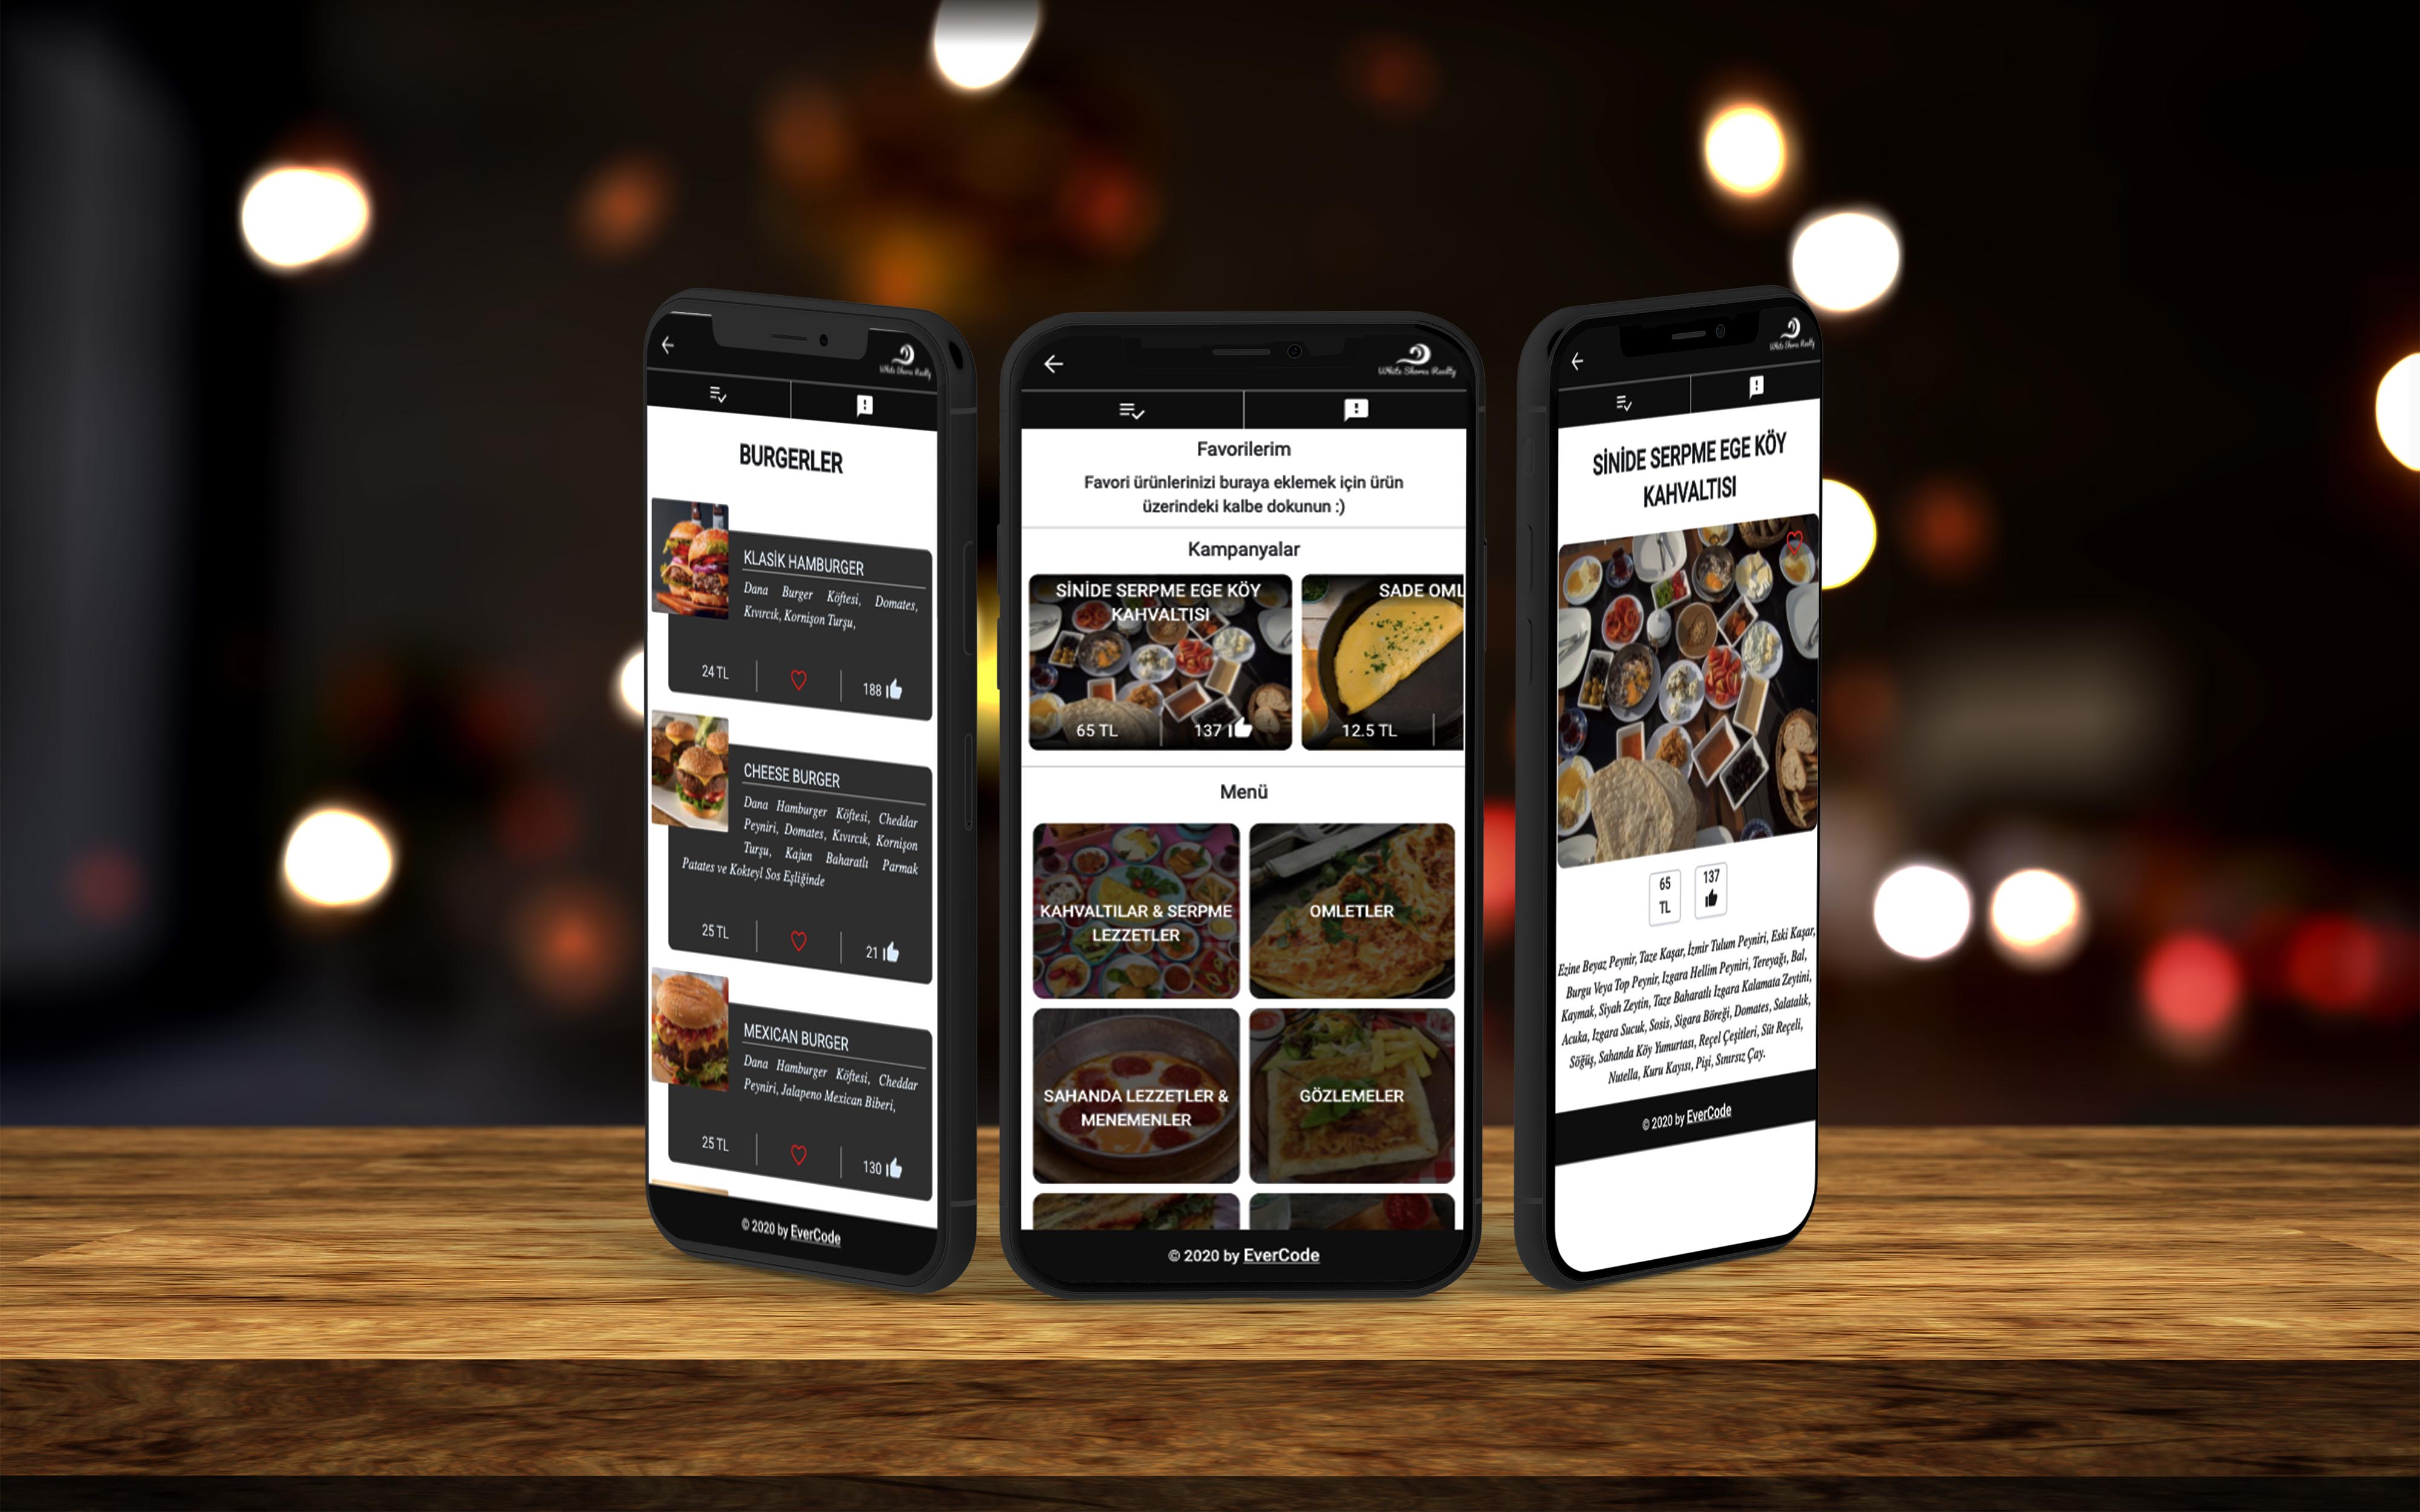 White Shores Realty
BURGERLER
KLASİK HAMBURGER
Dana Burger Köftesi, Domates,
Kıvırcık, Kornişon Turşu,
24 TL
188
CHEESE BURGER
Dana Hamburger Köftesi, Cheddar
Peyniri, Domates, Kıvırcık, Kornişon
Turşu, Kajun Baharatlı Parmak
Patates ve Kokteyl Sos Eşliğinde
25 TL
21
MEXICAN BURGER
Dana Hamburger Köftesi, Cheddar
Peyniri, Jalapeno Mexican Biberi,
25 TL
130
© 2020 by EverCode
White Shores Realty
Favorilerim
Favori ürünlerinizi buraya eklemek için ürün
üzerindeki kalbe dokunun :)
Kampanyalar
SİNİDE SERPME EGE KÖY
KAHVALTISI
65 TL
137
SADE OML
12.5 TL
Menü
KAHVALTILAR & SERPME
LEZZETLER
OMLETLER
SAHANDA LEZZETLER &
MENEMENLER
GÖZLEMELER
© 2020 by EverCode
White Shores Realty
SİNİDE SERPME EGE KÖY
KAHVALTISI
65
TL
137
Ezine Beyaz Peynir, Taze Kaşar, İzmir Tulum Peyniri, Eski Kaşar,
Burgu Veya Top Peynir, Izgara Hellim Peyniri, Tereyağı, Bal,
Kaymak, Siyah Zeytin, Taze Baharatlı Izgara Kalamata Zeytini,
Acuka, Izgara Sucuk, Sosis, Sigara Böreği, Domates, Salatalık,
Söğüş, Sahanda Köy Yumurtası, Reçel Çeşitleri, Süt Reçeli,
Nutella, Kuru Kayısı, Pişi, Sınırsız Çay.
© 2020 by EverCode